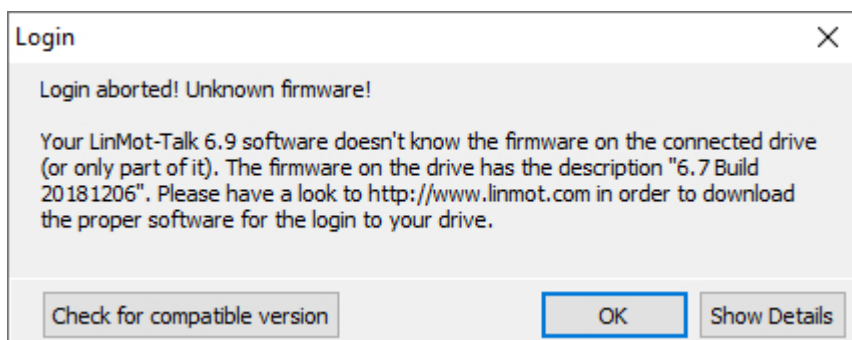 Login
Login aborted! Unknown firmware!
Your LinMot-Talk 6.9 software doesn't know the firmware on the connected drive
(or only part of it). The firmware on the drive has the description "6.7 Build
20181206". Please have a look to http://www.linmot.com in order to download
the proper software for the login to your drive.
Check for compatible version OK Show Details